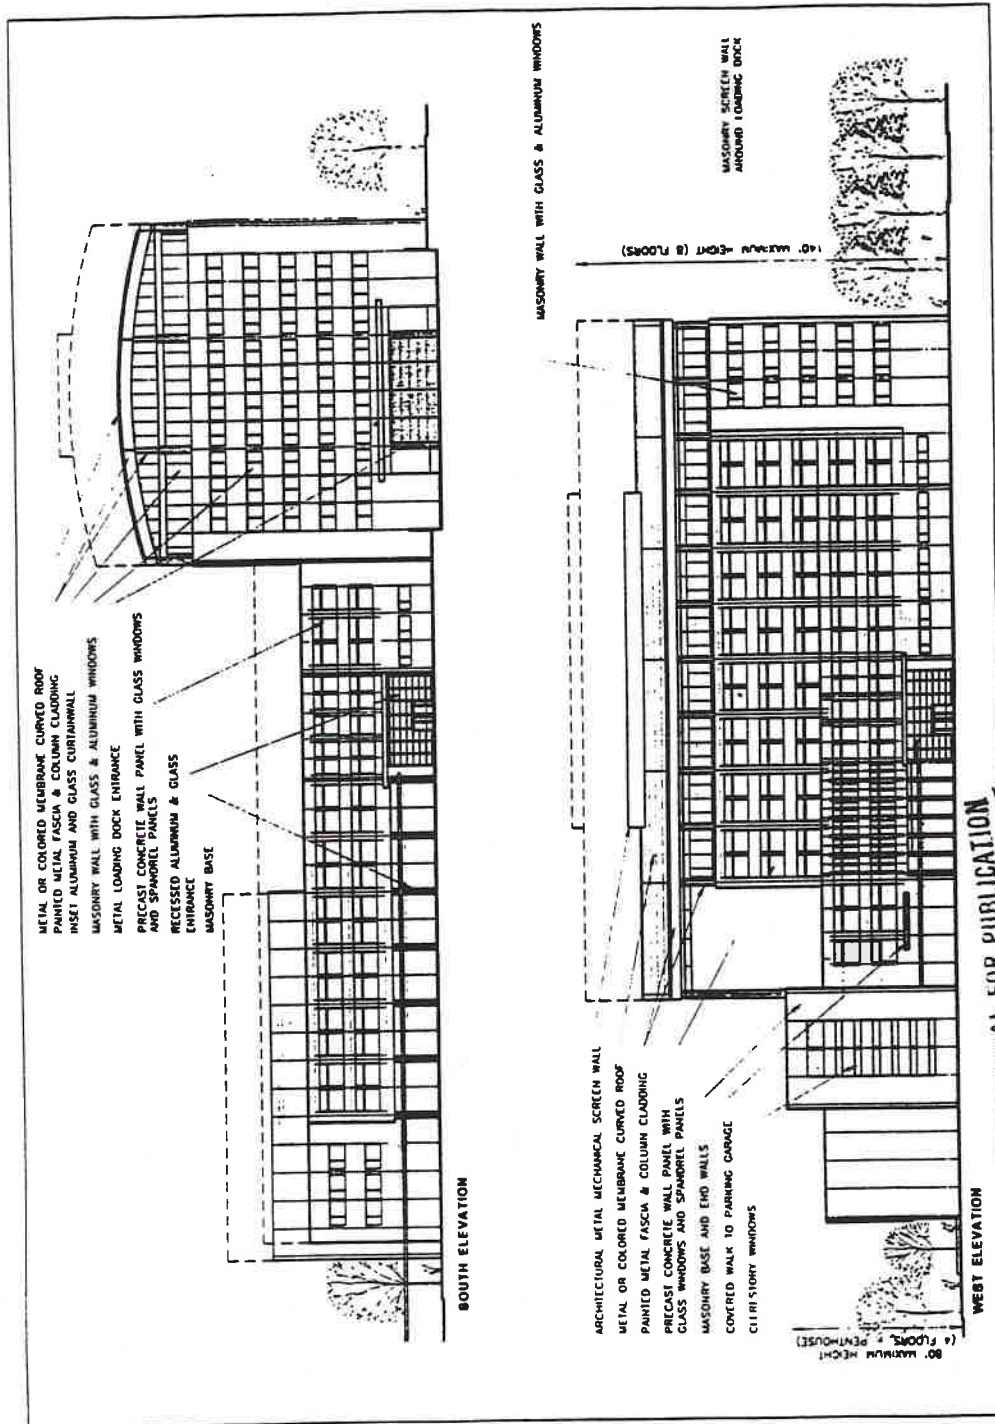 METAL OR COLORED MEMBRANE CURVED ROOF
PAINTED METAL FASCIA & COLUMN CLADDING
INSET ALUMINUM AND GLASS CURTAINWALL
MASONRY WALL WITH GLASS & ALUMINUM WINDOWS
METAL LOADING DOCK ENTRANCE
PRECAST CONCRETE WALL PANEL WITH GLASS WINDOWS
AND SPANDREL PANELS
RECESSED ALUMINUM & GLASS
ENTRANCE
MASONRY BASE
SOUTH ELEVATION
MASONRY WALL WITH GLASS & ALUMINUM WINDOWS
140' MAXIMUM HEIGHT (8 FLOORS)
MASONRY SCREEN WALL
AROUND LOADING DOCK
ARCHITECTURAL METAL MECHANICAL SCREEN WALL
METAL OR COLORED MEMBRANE CURVED ROOF
PAINTED METAL FASCIA & COLUMN CLADDING
PRECAST CONCRETE WALL PANEL WITH
GLASS WINDOWS AND SPANDREL PANELS
MASONRY BASE AND END WALLS
COVERED WALK TO PARKING GARAGE
CLERISTORY WINDOWS
80' MAXIMUM HEIGHT
(4 FLOORS + PENTHOUSE)
WEST ELEVATION
FOR PUBLICATION